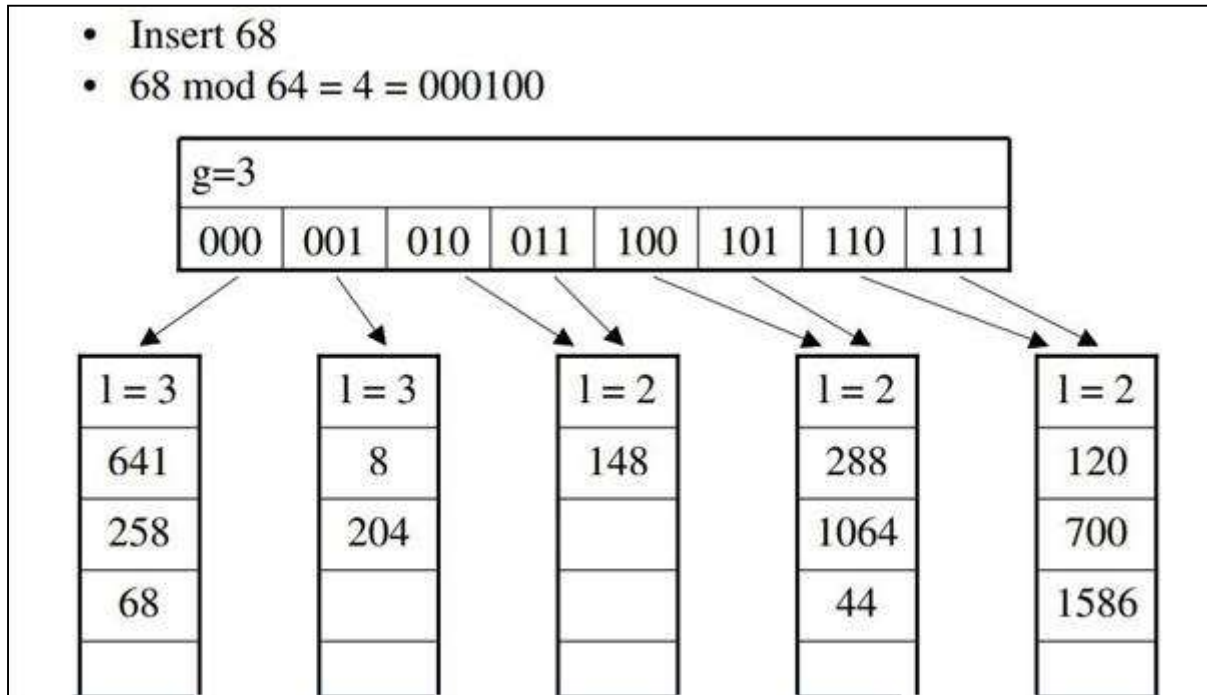 • Insert 68
• 68 mod 64 = 4 = 000100
g=3
000 001 010 011 100 101 110 111
l = 3 l = 3 l = 2 l = 2 l = 2
641 8 148 288 120
258 204 1064 700
68 44 1586